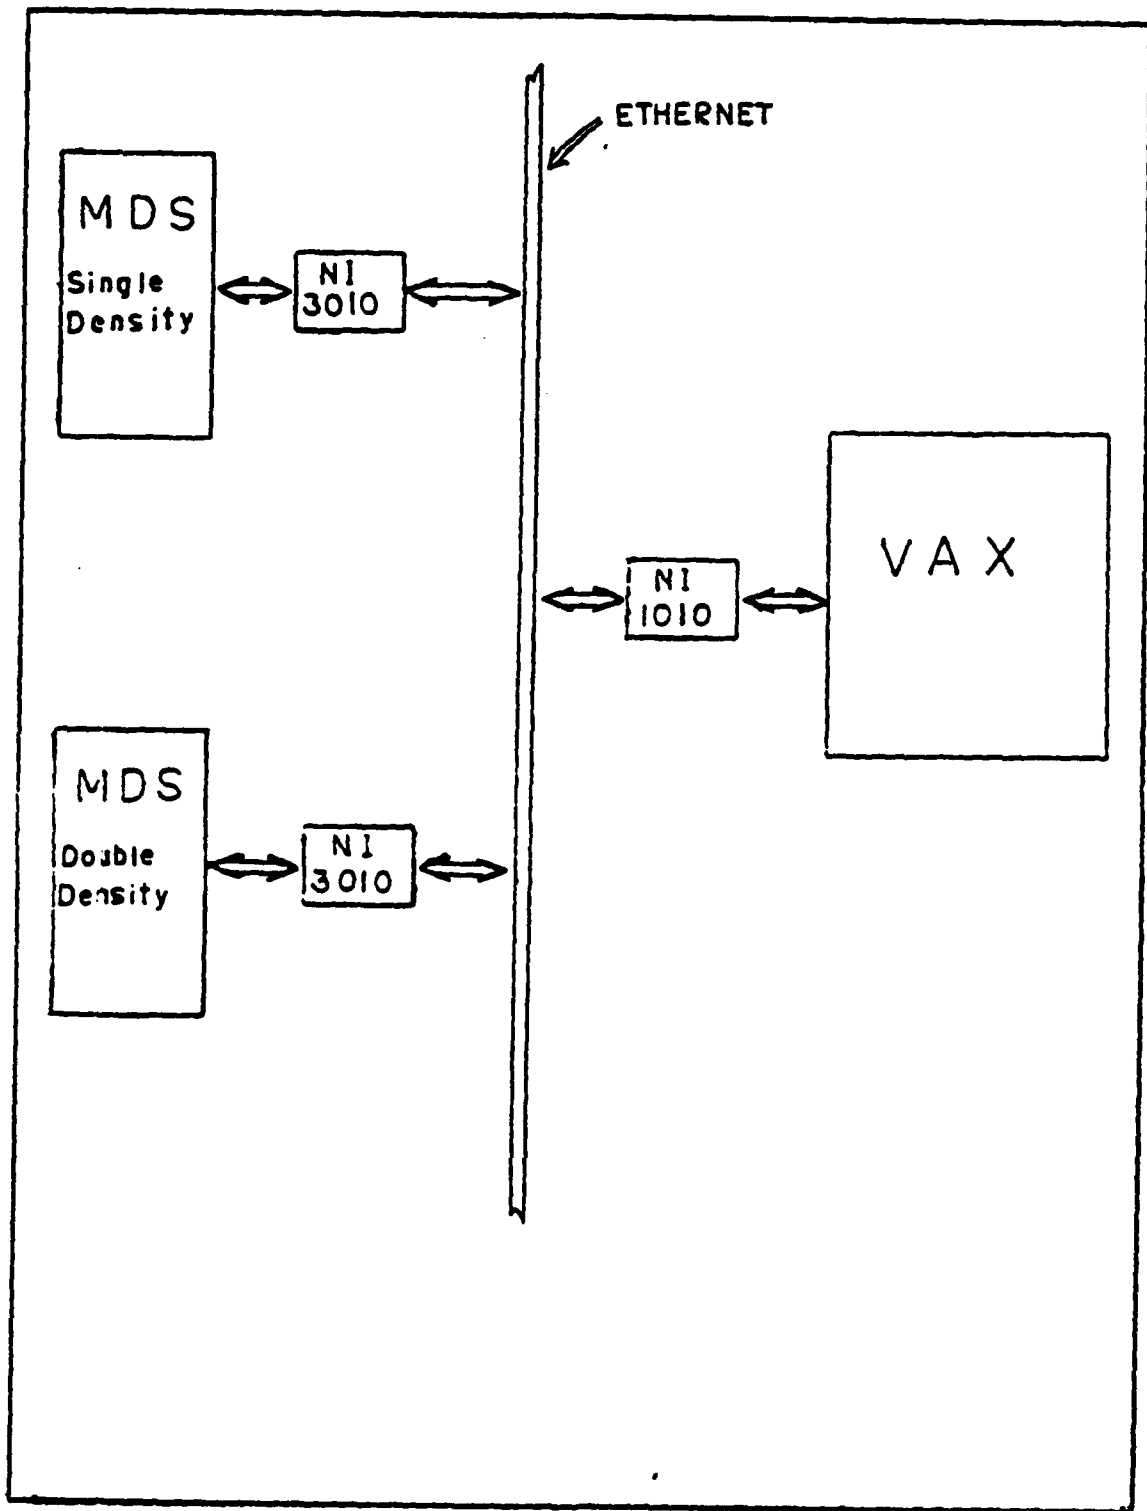 ETHERNET
MDS
Single
Density
NI
3010
VAX
NI
1010
MDS
Double
Density
NI
3010